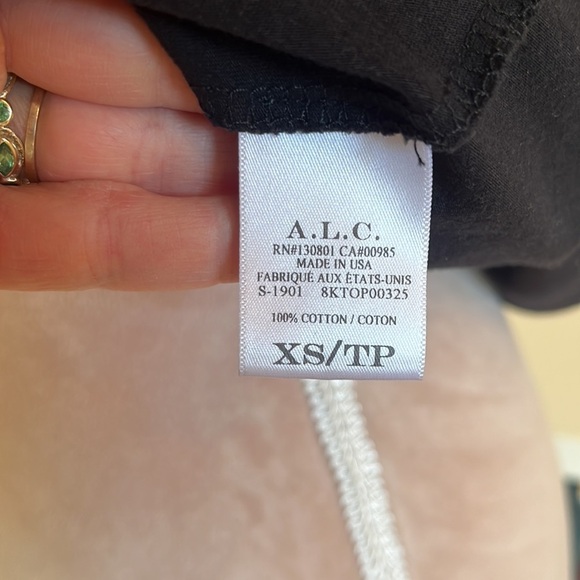 A.L.C.
RN#130801 CA#00985
MADE IN USA
FABRIQUÉ AUX ÉTATS-UNIS
S-1901 8KTOP00325
100% COTTON / COTON
XS/TP